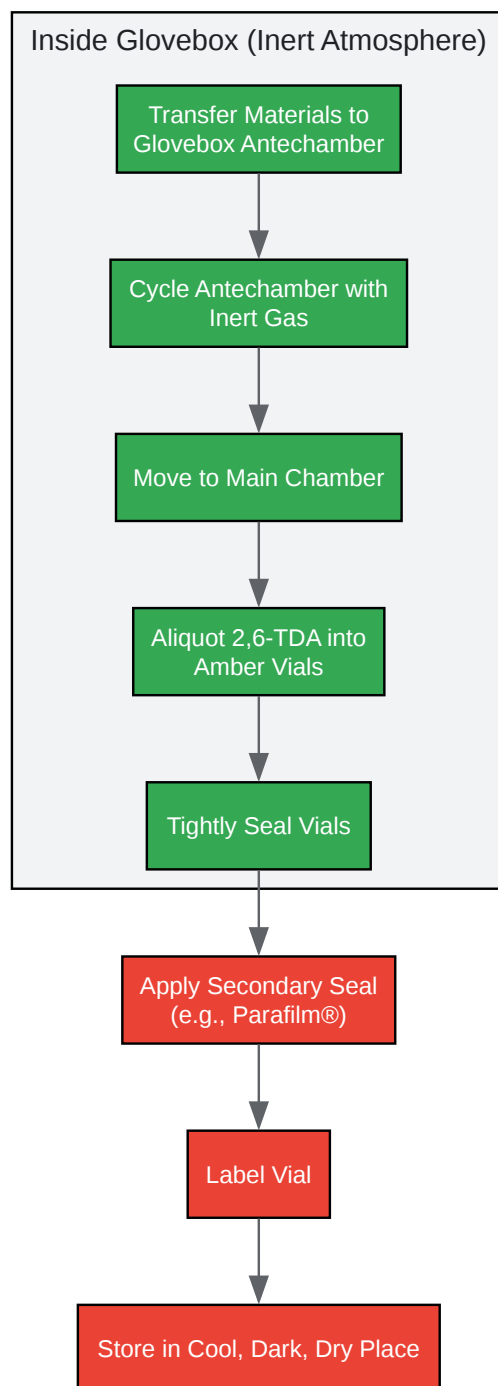 Inside Glovebox (Inert Atmosphere)
Transfer Materials to
Glovebox Antechamber
Cycle Antechamber with
Inert Gas
Move to Main Chamber
Aliquot 2,6-TDA into
Amber Vials
Tightly Seal Vials
Apply Secondary Seal
(e.g., Parafilm®)
Label Vial
Store in Cool, Dark, Dry Place